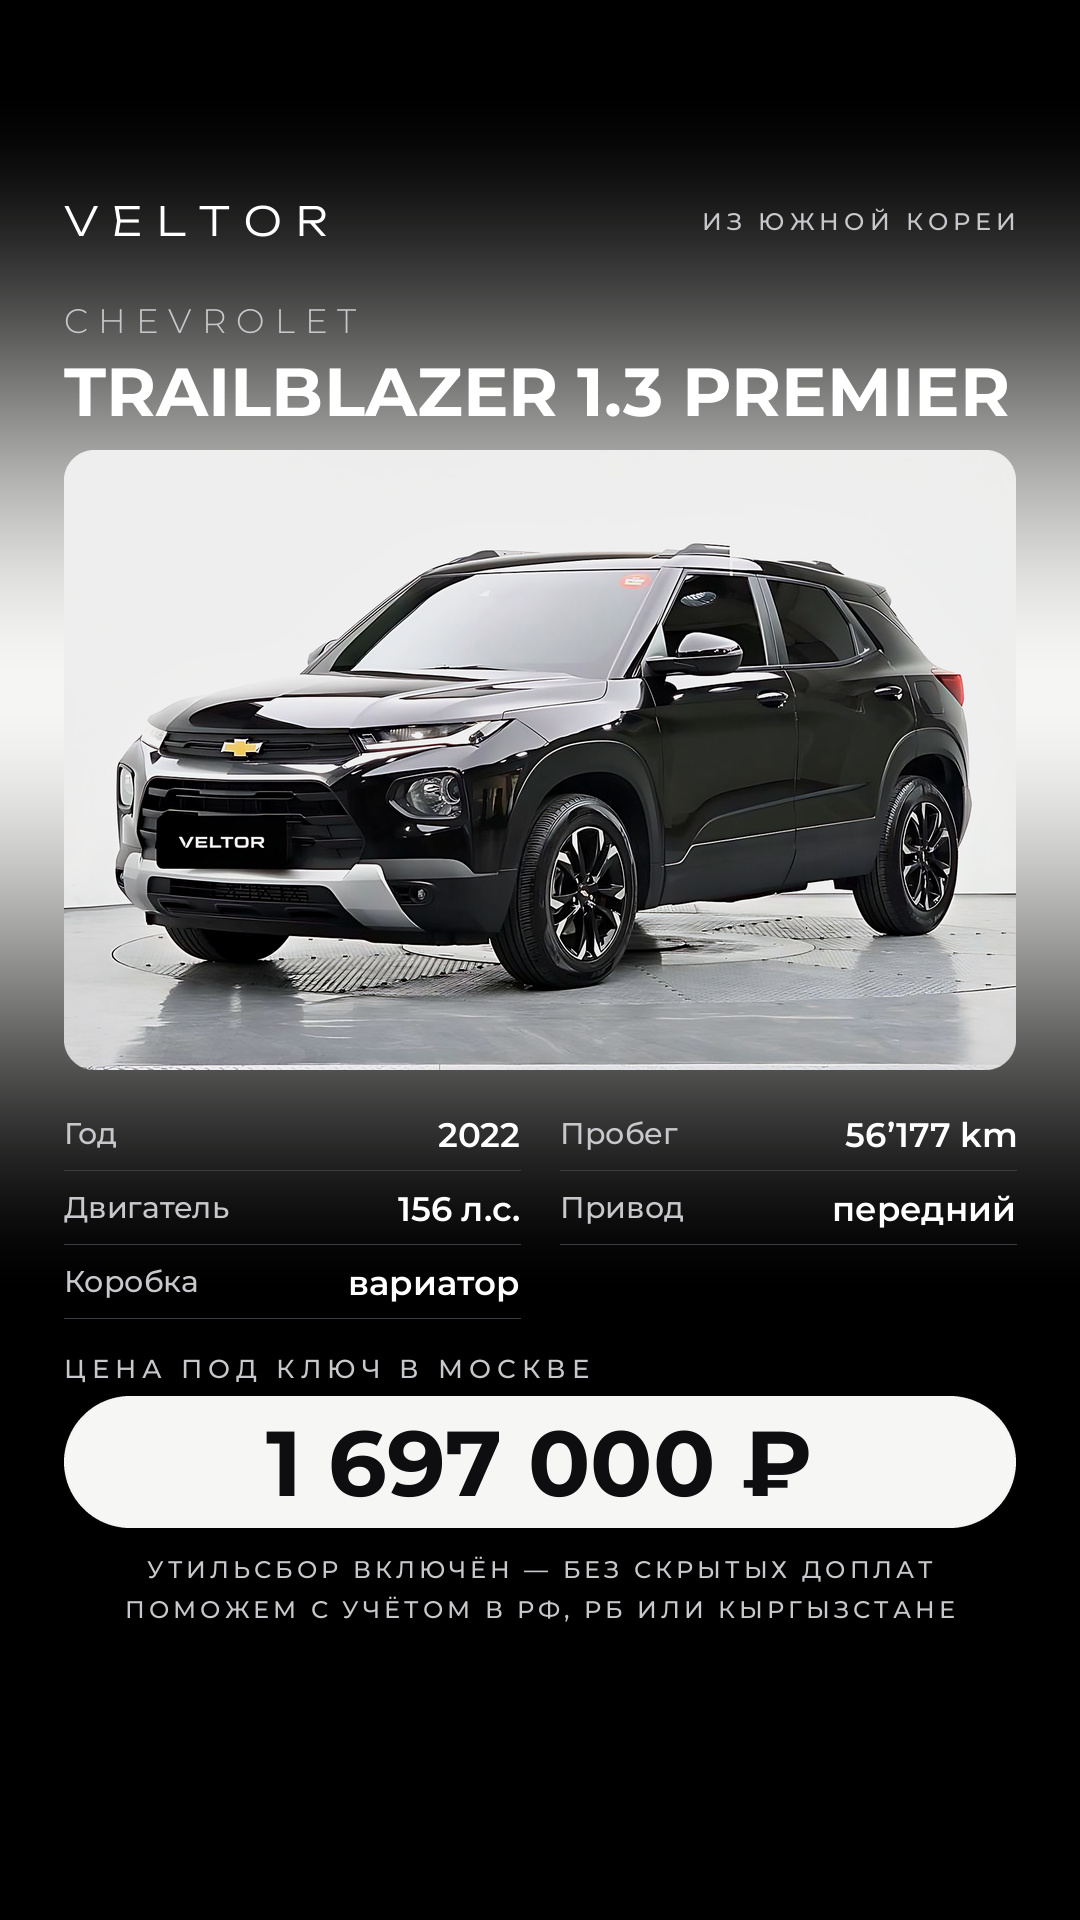 VELTOR
ИЗ ЮЖНОЙ КОРЕИ
CHEVROLET
TRAILBLAZER 1.3 PREMIER
VELTOR
Год 2022
Пробег 56’177 km
Двигатель 156 л.с.
Привод передний
Коробка вариатор
ЦЕНА ПОД КЛЮЧ В МОСКВЕ
1 697 000 ₽
УТИЛЬСБОР ВКЛЮЧЁН — БЕЗ СКРЫТЫХ ДОПЛАТ
ПОМОЖЕМ С УЧЁТОМ В РФ, РБ ИЛИ КЫРГЫЗСТАНЕ